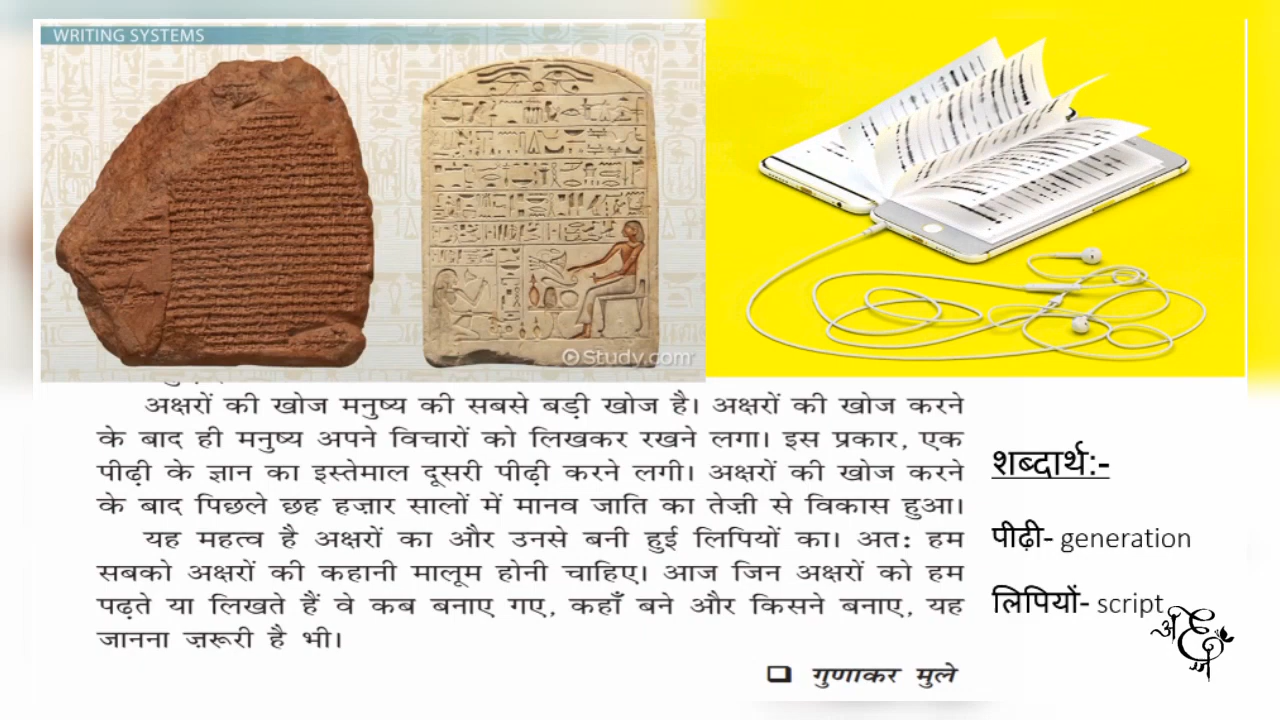 WRITING SYSTEMS
Study.com
अक्षरों की खोज मनुष्य की सबसे बड़ी खोज है। अक्षरों की खोज करने
के बाद ही मनुष्य अपने विचारों को लिखकर रखने लगा। इस प्रकार, एक
पीढ़ी के ज्ञान का इस्तेमाल दूसरी पीढ़ी करने लगी। अक्षरों की खोज करने
के बाद पिछले छह हज़ार सालों में मानव जाति का तेज़ी से विकास हुआ।
यह महत्व है अक्षरों का और उनसे बनी हुई लिपियों का। अतः हम
सबको अक्षरों की कहानी मालूम होनी चाहिए। आज जिन अक्षरों को हम
पढ़ते या लिखते हैं वे कब बनाए गए, कहाँ बने और किसने बनाए, यह
जानना ज़रूरी है भी।
❑ गुणाकर मुले
शब्दार्थ:-
पीढ़ी- generation
लिपियों- script